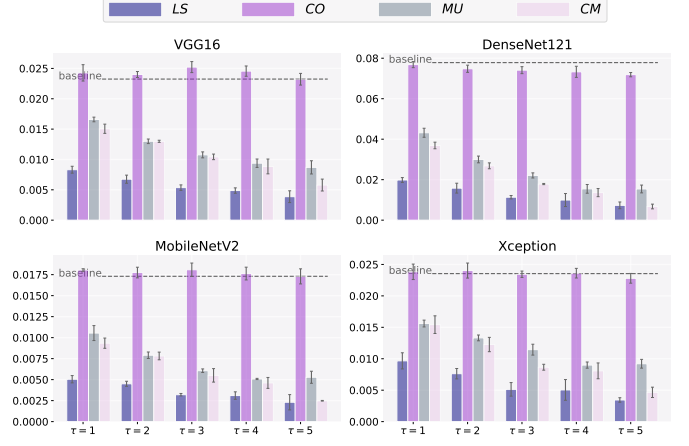 LS CO MU CM
VGG16
0.025
0.020
0.015
0.010
0.005
0.000
baseline
DenseNet121
0.08
0.06
0.04
0.02
0.00
baseline
MobileNetV2
0.0175
0.0150
0.0125
0.0100
0.0075
0.0050
0.0025
0.0000
baseline
τ = 1 τ = 2 τ = 3 τ = 4 τ = 5
Xception
0.025
0.020
0.015
0.010
0.005
0.000
baseline
τ = 1 τ = 2 τ = 3 τ = 4 τ = 5